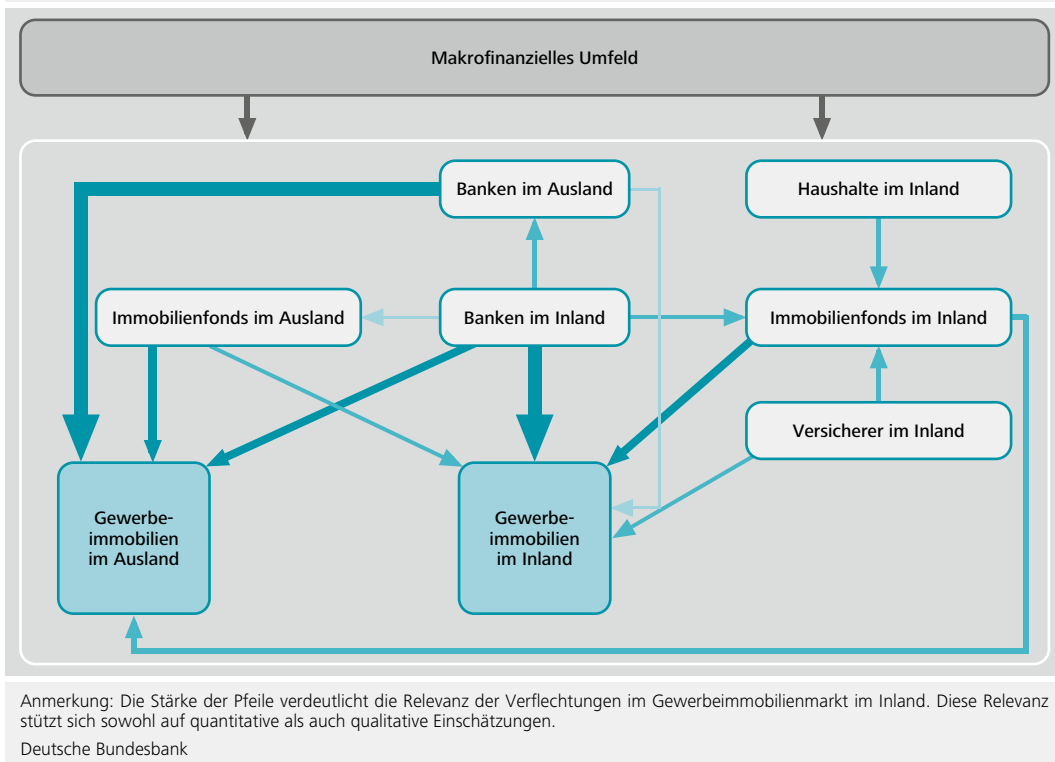 Makrofinanzielles Umfeld
Banken im Ausland
Haushalte im Inland
Immobilienfonds im Ausland
Banken im Inland
Immobilienfonds im Inland
Versicherer im Inland
Gewerbe-
immobilien
im Ausland
Gewerbe-
immobilien
im Inland
Anmerkung: Die Stärke der Pfeile verdeutlicht die Relevanz der Verflechtungen im Gewerbeimmobilienmarkt im Inland. Diese Relevanz
stützt sich sowohl auf quantitative als auch qualitative Einschätzungen.
Deutsche Bundesbank